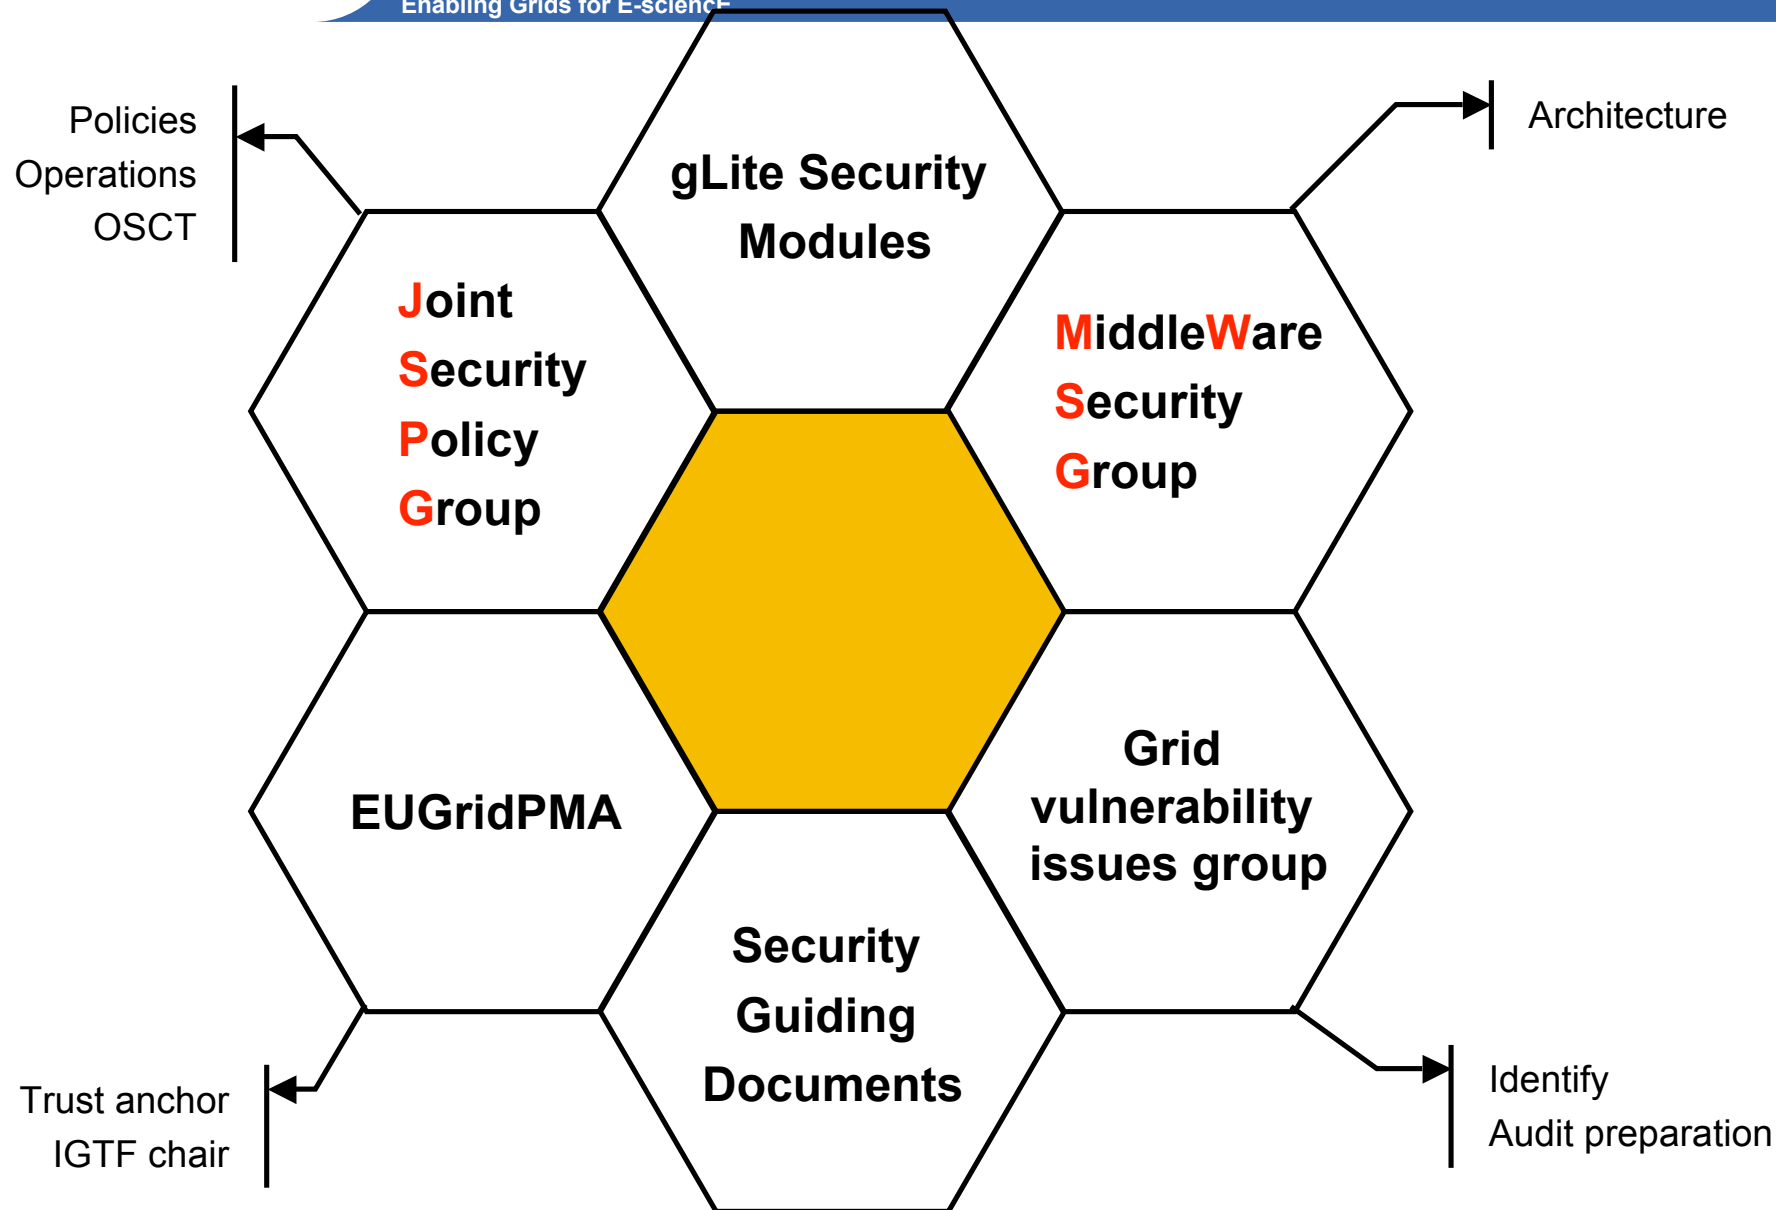 Enabling Grids for E-sciencE
Policies
Operations
OSCT
Architecture
gLite Security
Modules
Joint
Security
Policy
Group
MiddleWare
Security
Group
EUGridPMA
Grid
vulnerability
issues group
Security
Guiding
Documents
Trust anchor
IGTF chair
Identify
Audit preparation